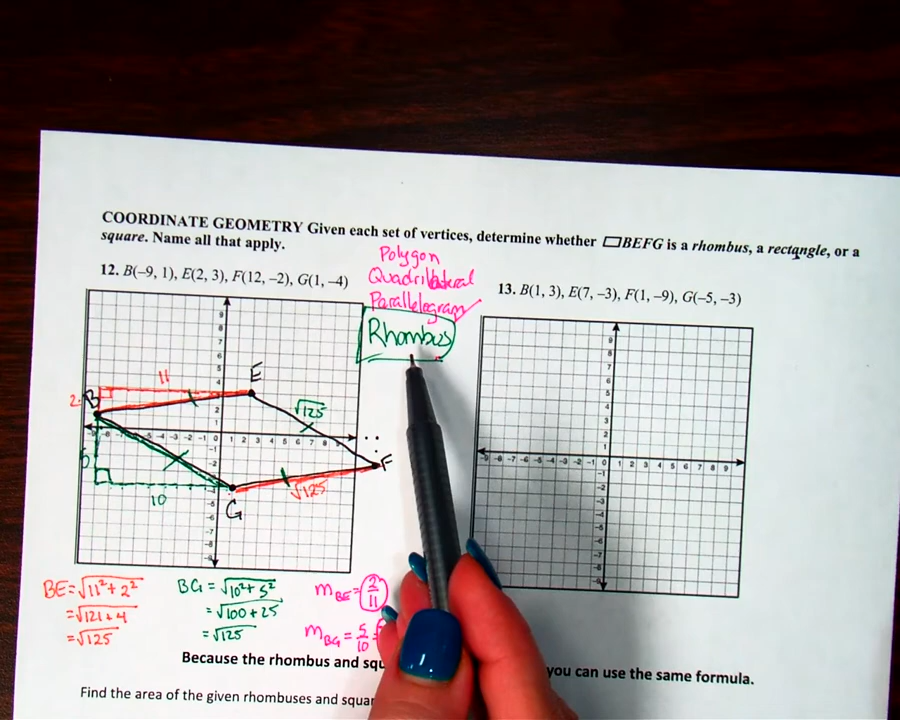 COORDINATE GEOMETRY Given each set of vertices, determine whether ▱BEFG is a rhombus, a rectangle, or a
square. Name all that apply.
Polygon
Quadrilateral
Parallelogram ✓
Rhombus
12. B(−9, 1), E(2, 3), F(12, −2), G(1, −4)
13. B(1, 3), E(7, −3), F(1, −9), G(−5, −3)
11
E
2
B
√125
F
√125
10
G
BE = √11² + 2²
= √121 + 4
= √125
BG = √10² + 5²
= √100 + 25
= √125
m BE = 2/11
m BG = 5/10
Because the rhombus and squ
you can use the same formula.
Find the area of the given rhombuses and squar